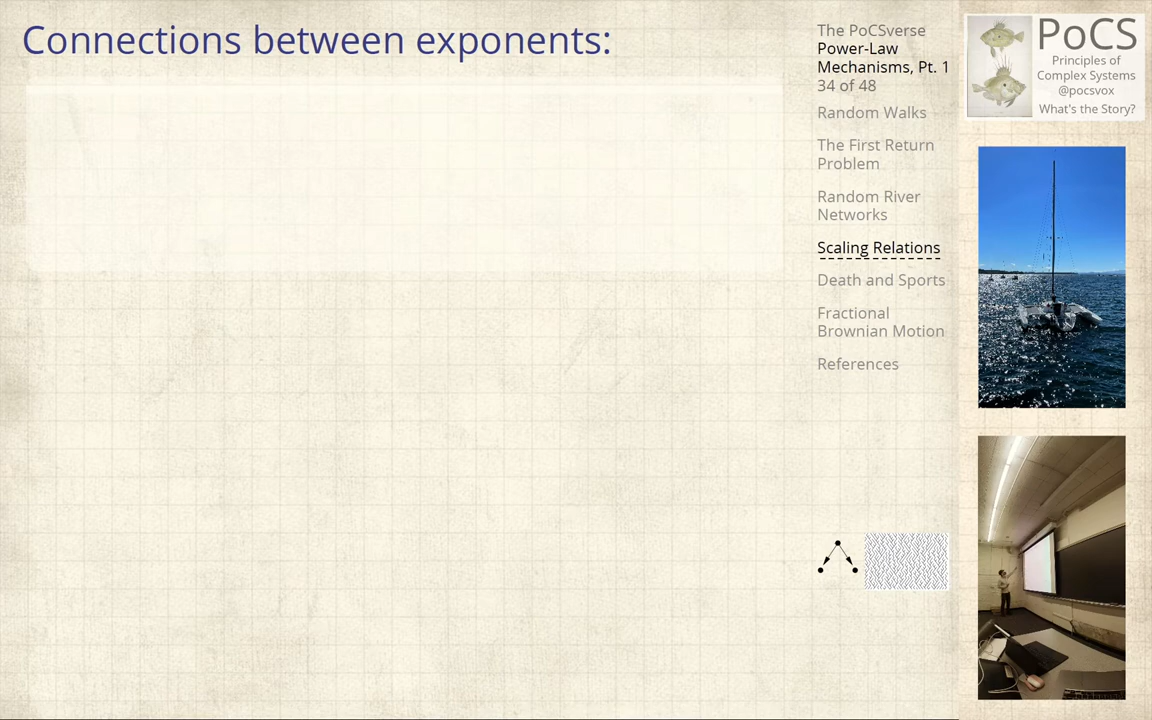 Connections between exponents:
The PoCSverse
Power-Law
Mechanisms, Pt. 1
34 of 48
Random Walks
The First Return
Problem
Random River
Networks
Scaling Relations
Death and Sports
Fractional
Brownian Motion
References
PoCS
Principles of
Complex Systems
@pocsvox
What's the Story?